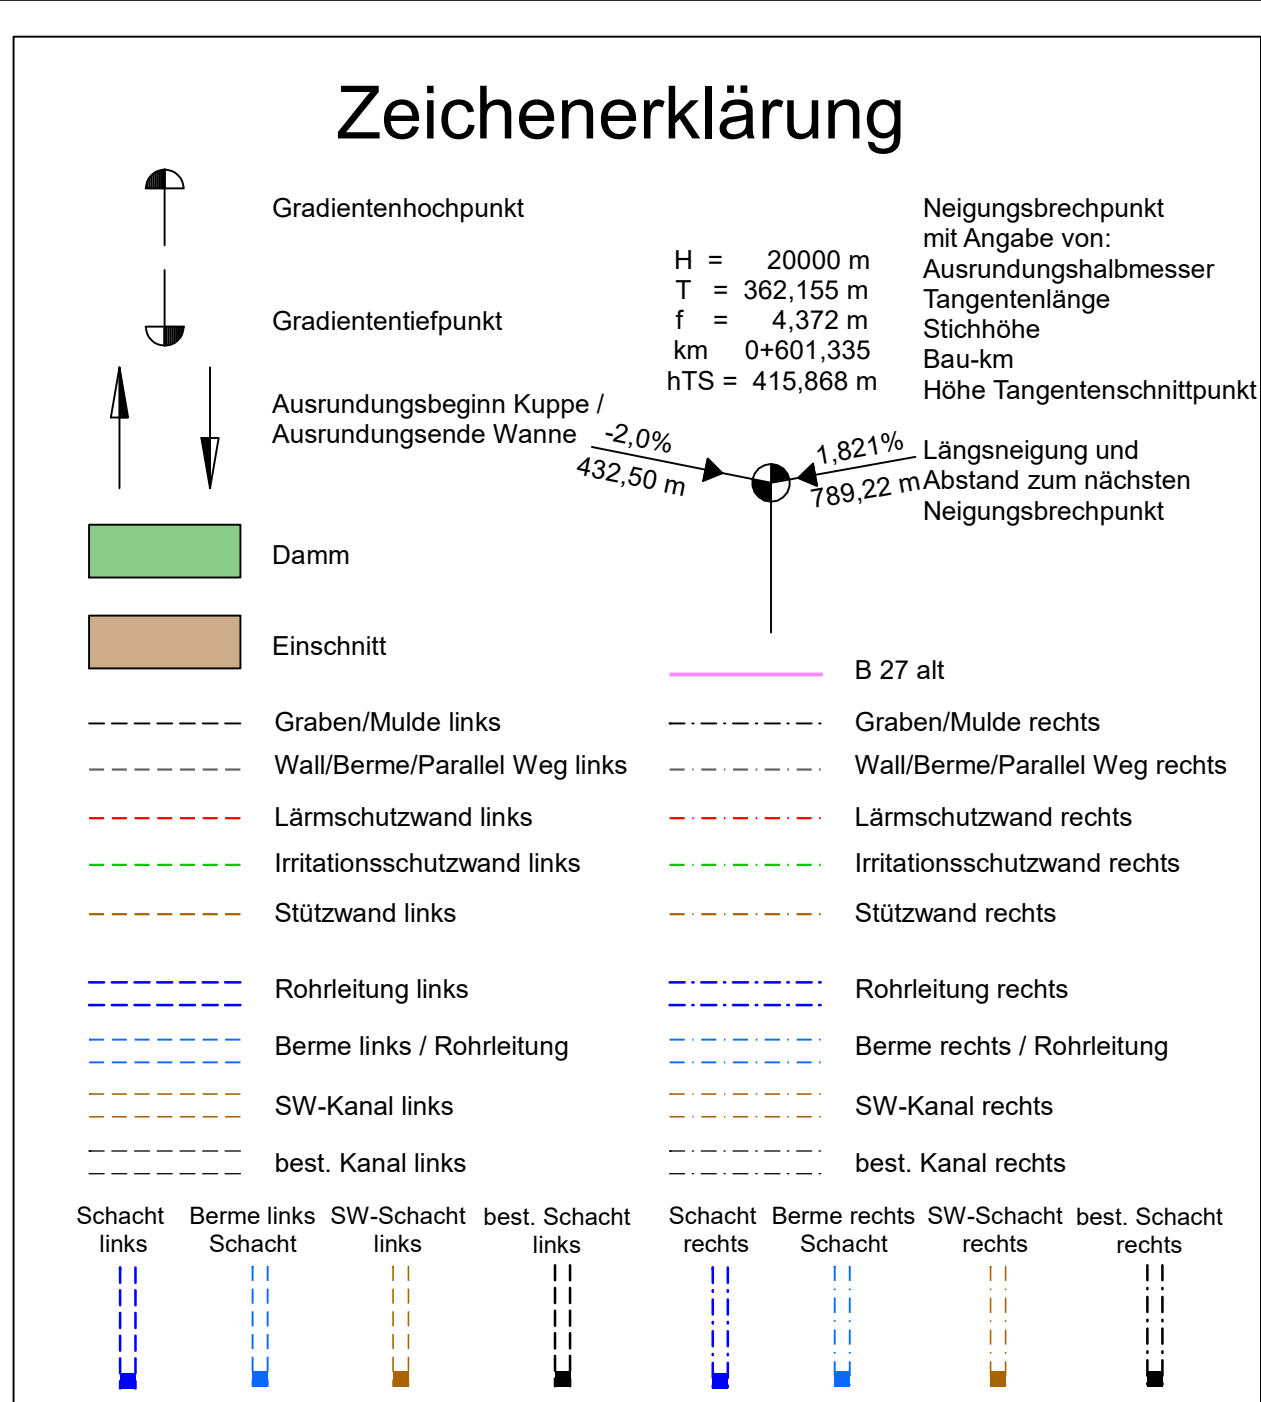 Zeichenerklärung
Gradientenhochpunkt
Gradiententiefpunkt
Ausrundungsbeginn Kuppe /
Ausrundungsende Wanne
H = 20000 m
T = 362,155 m
f = 4,372 m
km 0+601,335
hTS = 415,868 m
Neigungsbrechpunkt
mit Angabe von:
Ausrundungshalbmesser
Tangentenlänge
Stichhöhe
Bau-km
Höhe Tangentenschnittpunkt
-2,0%
432,50 m
1,821%
789,22 m
Längsneigung und
Abstand zum nächsten
Neigungsbrechpunkt
Damm
Einschnitt
B 27 alt
Graben/Mulde links
Graben/Mulde rechts
Wall/Berme/Parallel Weg links
Wall/Berme/Parallel Weg rechts
Lärmschutzwand links
Lärmschutzwand rechts
Irritationsschutzwand links
Irritationsschutzwand rechts
Stützwand links
Stützwand rechts
Rohrleitung links
Rohrleitung rechts
Berme links / Rohrleitung
Berme rechts / Rohrleitung
SW-Kanal links
SW-Kanal rechts
best. Kanal links
best. Kanal rechts
Schacht
links
Berme links
Schacht
SW-Schacht
links
best. Schacht
links
Schacht
rechts
Berme rechts
Schacht
SW-Schacht
rechts
best. Schacht
rechts